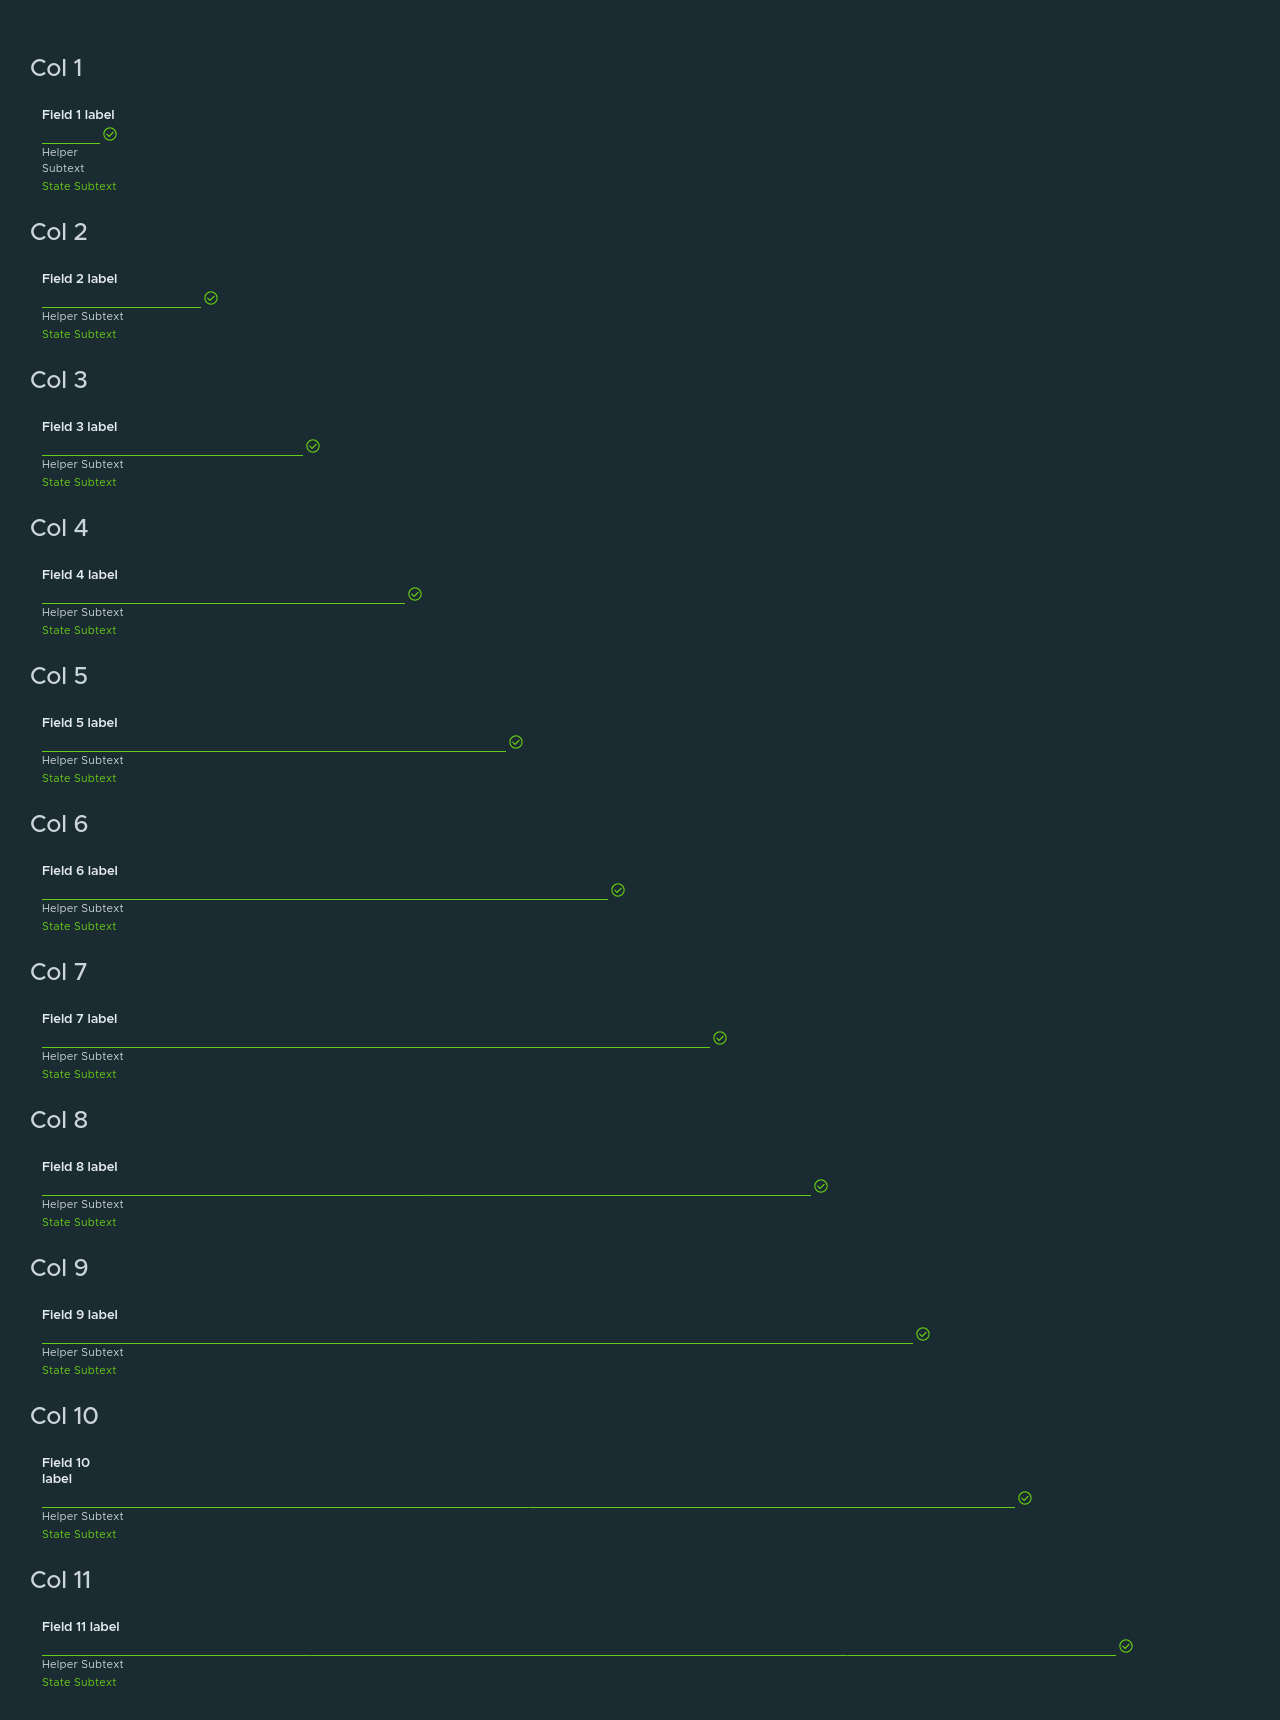 Col 1
Field 1 label
Helper
Subtext
State Subtext
Col 2
Field 2 label
Helper Subtext
State Subtext
Col 3
Field 3 label
Helper Subtext
State Subtext
Col 4
Field 4 label
Helper Subtext
State Subtext
Col 5
Field 5 label
Helper Subtext
State Subtext
Col 6
Field 6 label
Helper Subtext
State Subtext
Col 7
Field 7 label
Helper Subtext
State Subtext
Col 8
Field 8 label
Helper Subtext
State Subtext
Col 9
Field 9 label
Helper Subtext
State Subtext
Col 10
Field 10
label
Helper Subtext
State Subtext
Col 11
Field 11 label
Helper Subtext
State Subtext